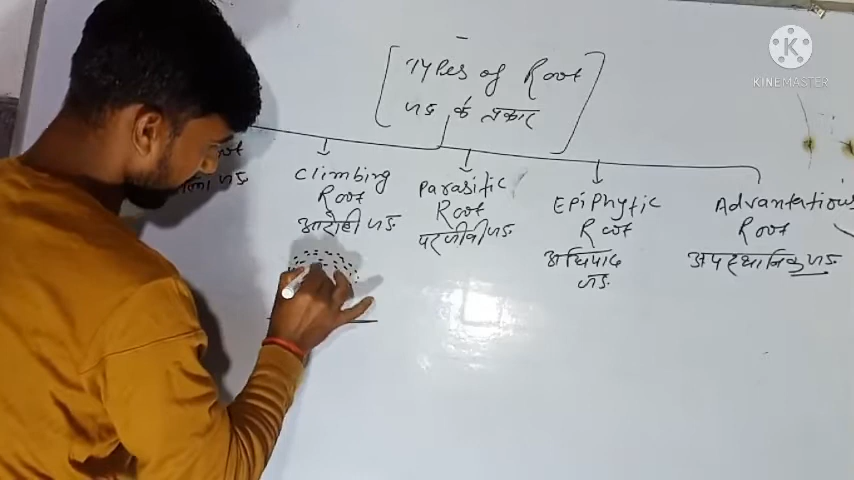 Types of Root
जड़ के प्रकार
Climbing
Root
आरोही जड़
Parasitic
Root
परजीवी जड़
EPiPhytic
Root
अधिपाद
जड़
Advantatious
Root
अपस्थानिक जड़
KINEMASTER